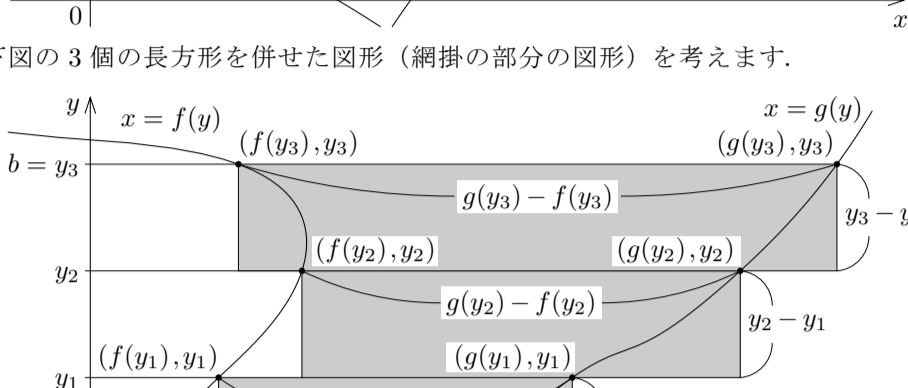 0
x
下図の 3 個の長方形を併せた図形（網掛の部分の図形）を考えます.
y
x = f(y)
x = g(y)
(f(y₃), y₃)
(g(y₃), y₃)
b = y₃
g(y₃) − f(y₃)
y₃ − y
(f(y₂), y₂)
(g(y₂), y₂)
y₂
g(y₂) − f(y₂)
y₂ − y₁
(f(y₁), y₁)
(g(y₁), y₁)
y₁